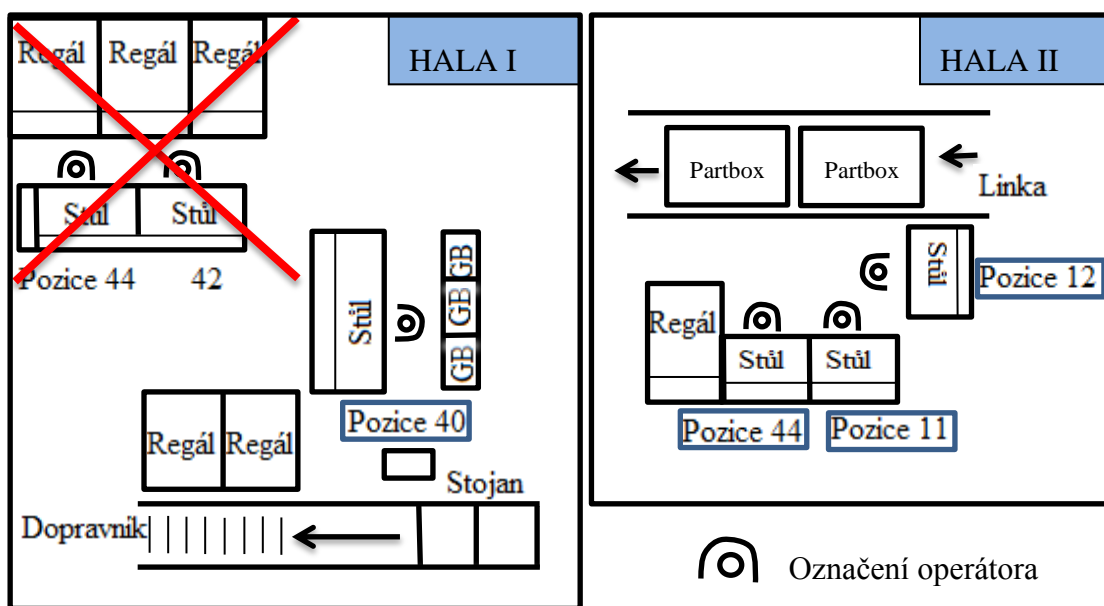 HALA I
Regál Regál Regál
Stůl Stůl
Pozice 44 42
Stůl
GB
GB
GB
Pozice 40
Regál Regál
Stojan
Dopravník
HALA II
Partbox Partbox
Linka
Stůl
Pozice 12
Regál
Stůl Stůl
Pozice 44 Pozice 11
Označení operátora